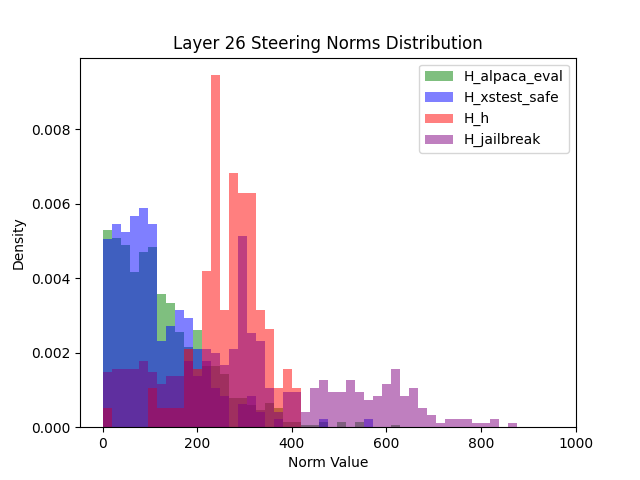 Layer 26 Steering Norms Distribution
H_alpaca_eval
H_xstest_safe
H_h
H_jailbreak
Density
0.008
0.006
0.004
0.002
0.000
0 200 400 600 800 1000
Norm Value